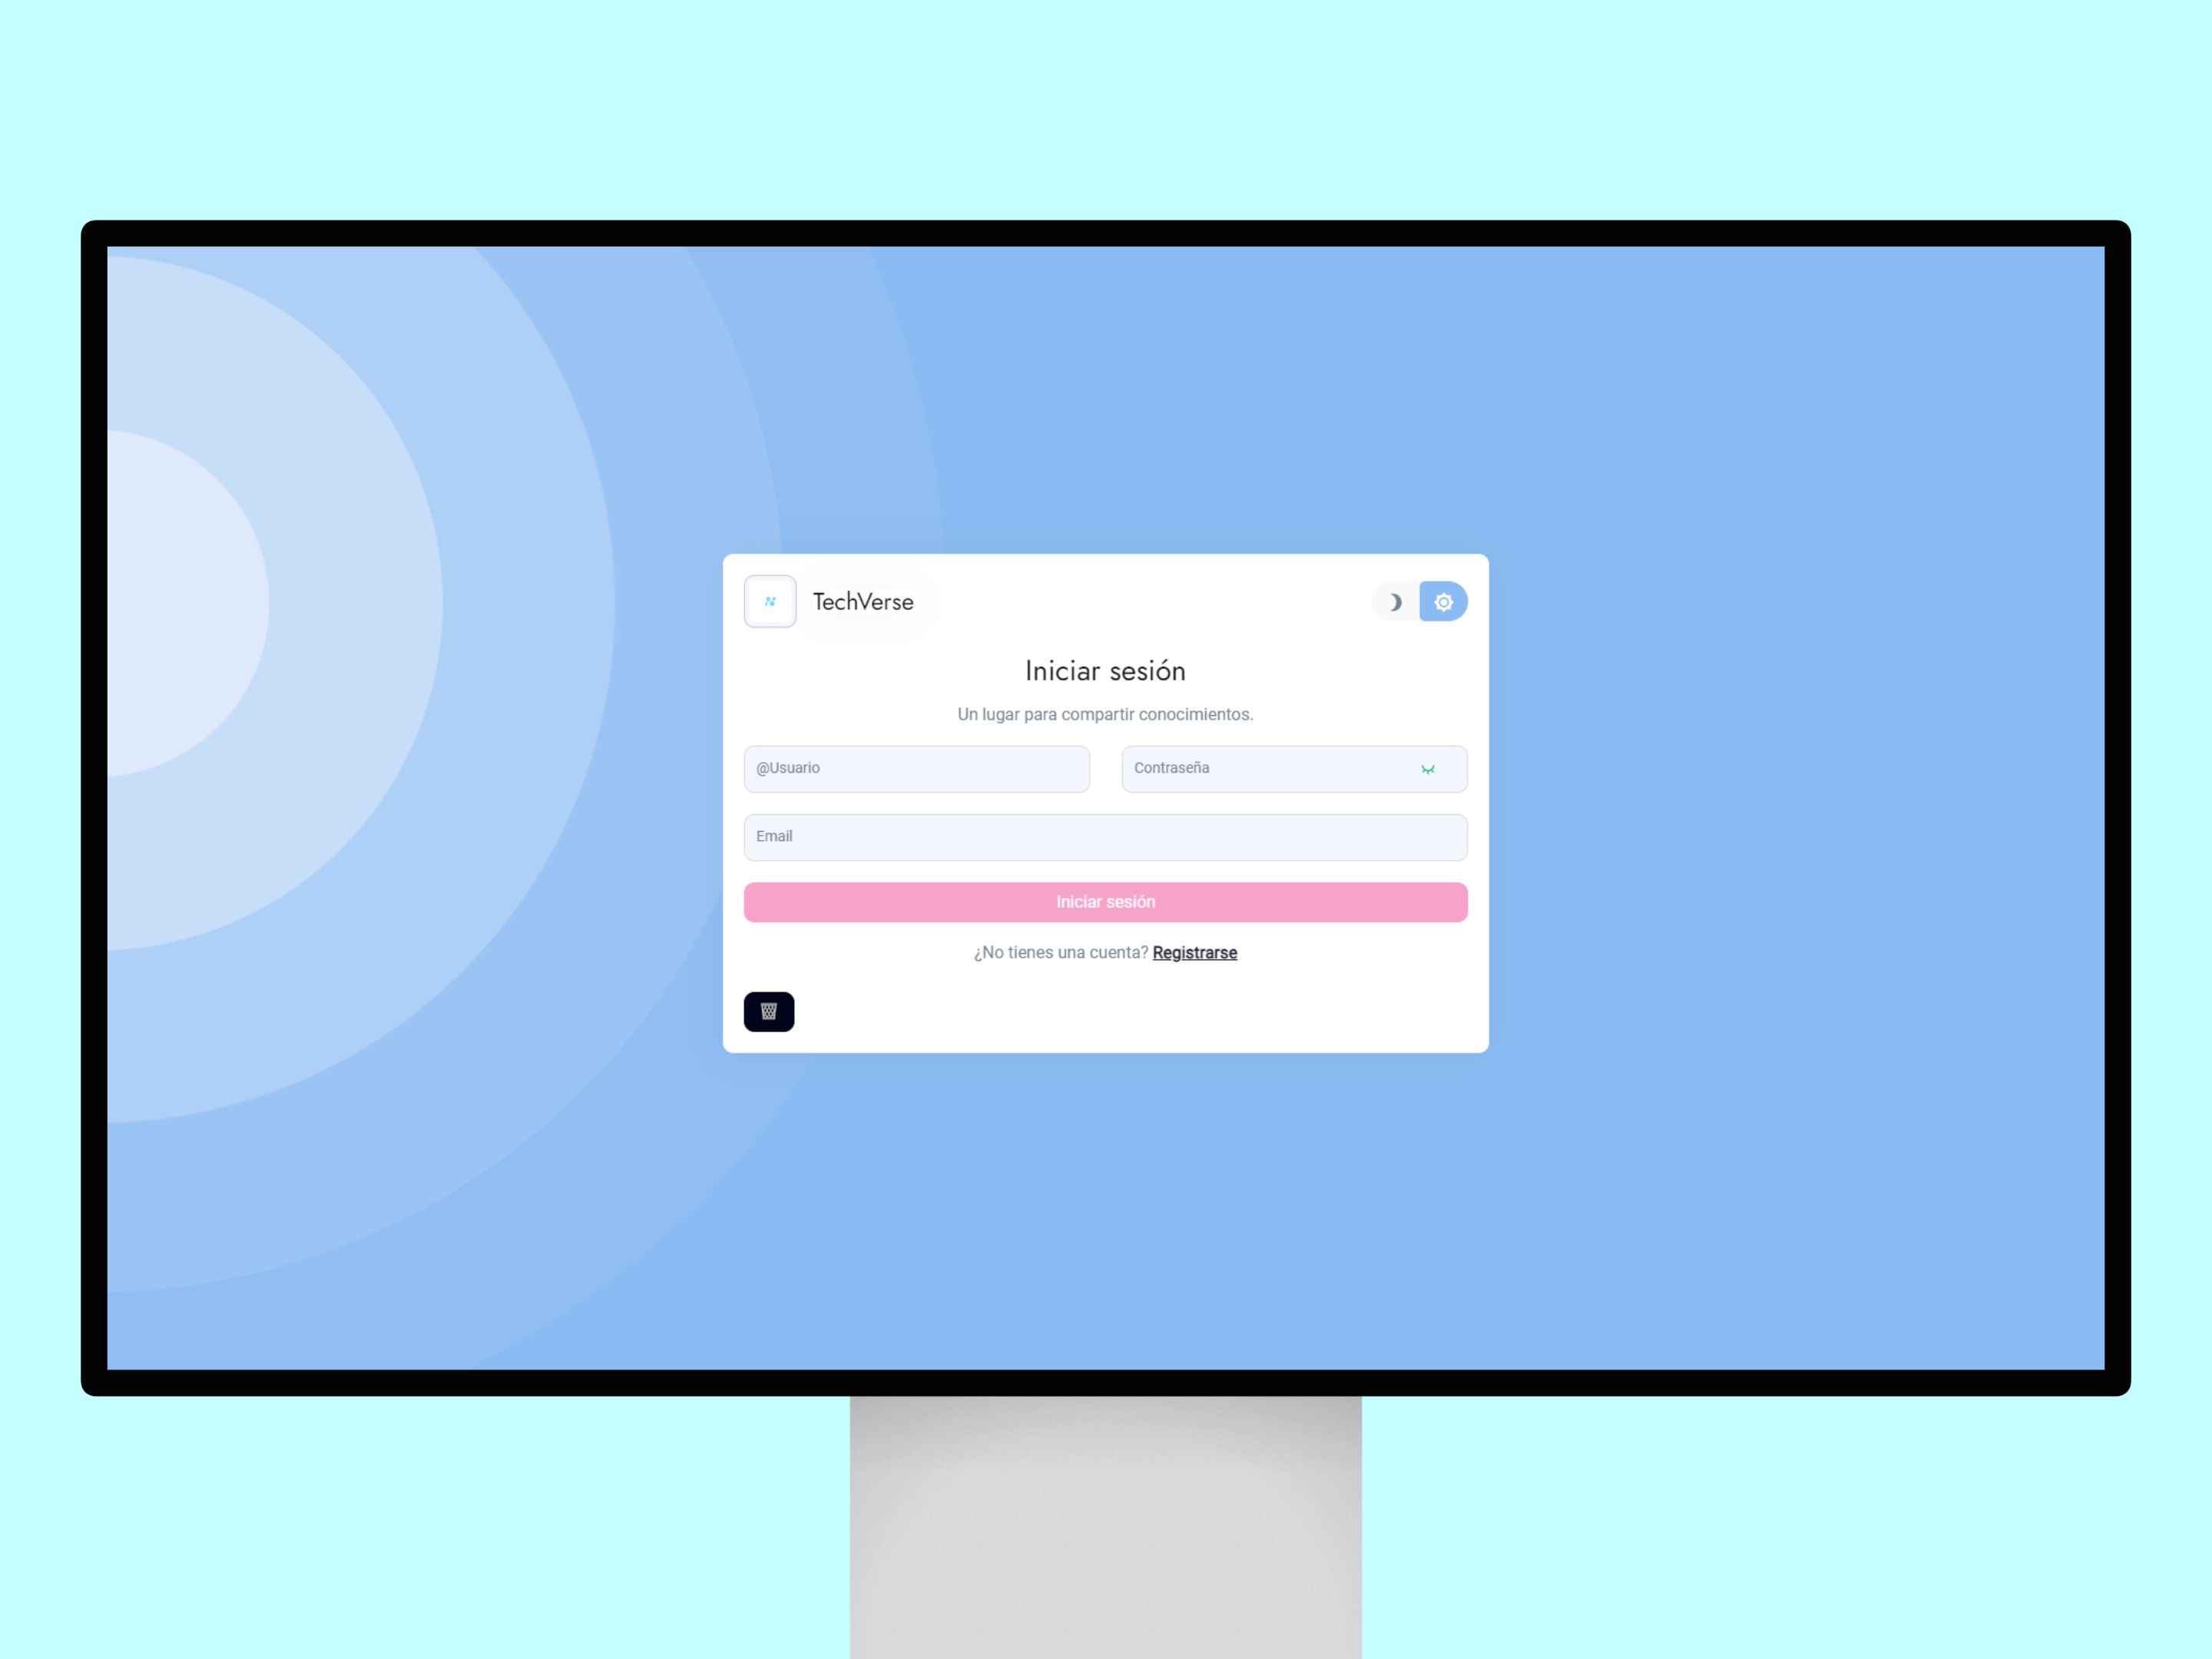 TechVerse
Iniciar sesión
Un lugar para compartir conocimientos.
@Usuario
Contraseña
Email
Iniciar sesión
¿No tienes una cuenta? Registrarse